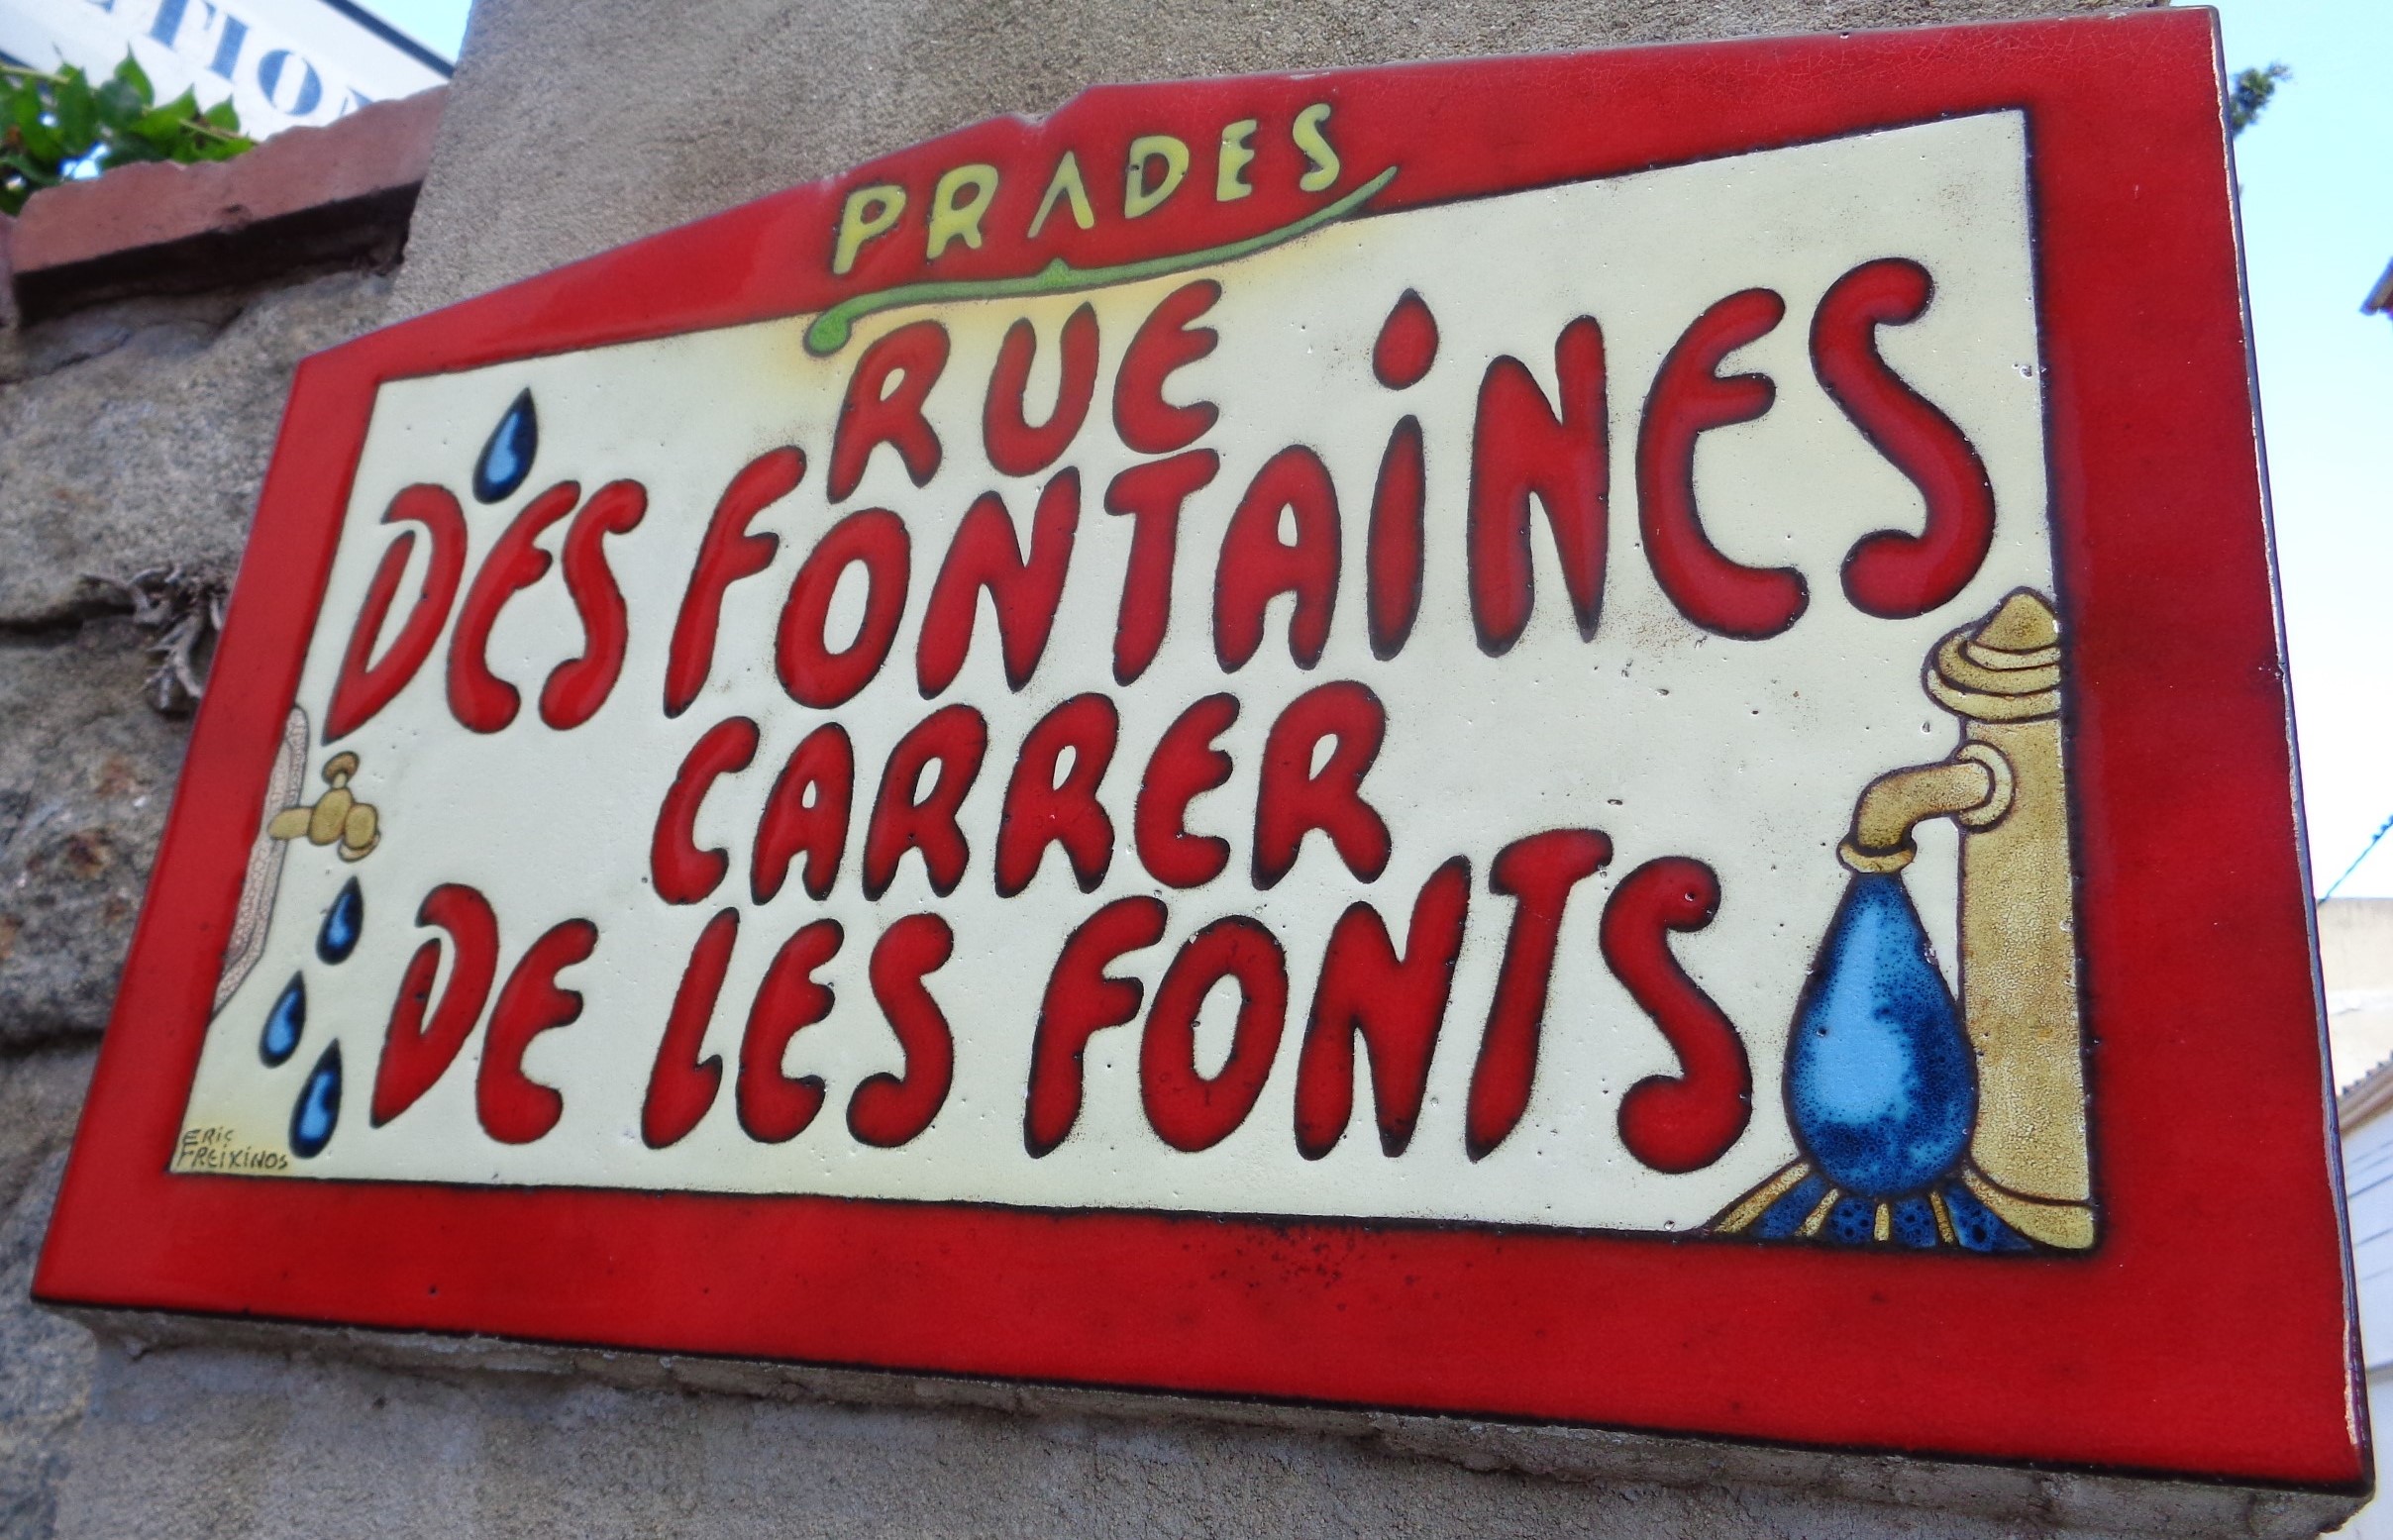 PRADES
RUE
DES FONTAiNES
CARRER
DE LES FONTS
ERiC
FREiXiNOS